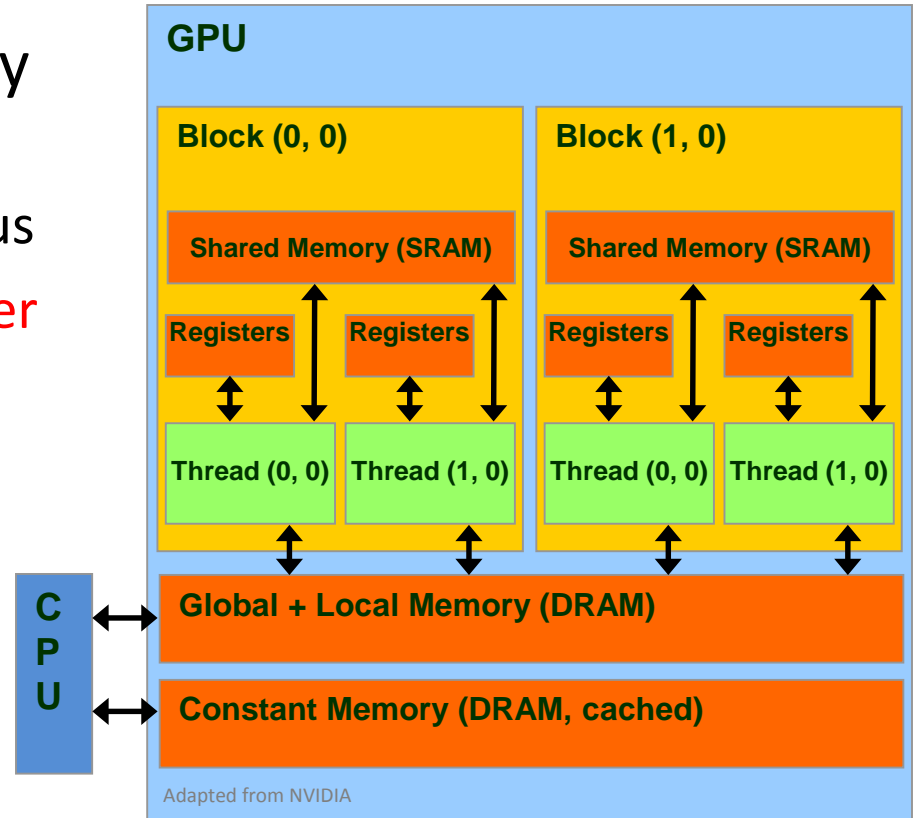 y
us
er
GPU
Block (0, 0)
Block (1, 0)
Shared Memory (SRAM)
Shared Memory (SRAM)
Registers
Registers
Registers
Registers
Thread (0, 0)
Thread (1, 0)
Thread (0, 0)
Thread (1, 0)
C
P
U
Global + Local Memory (DRAM)
Constant Memory (DRAM, cached)
Adapted from NVIDIA